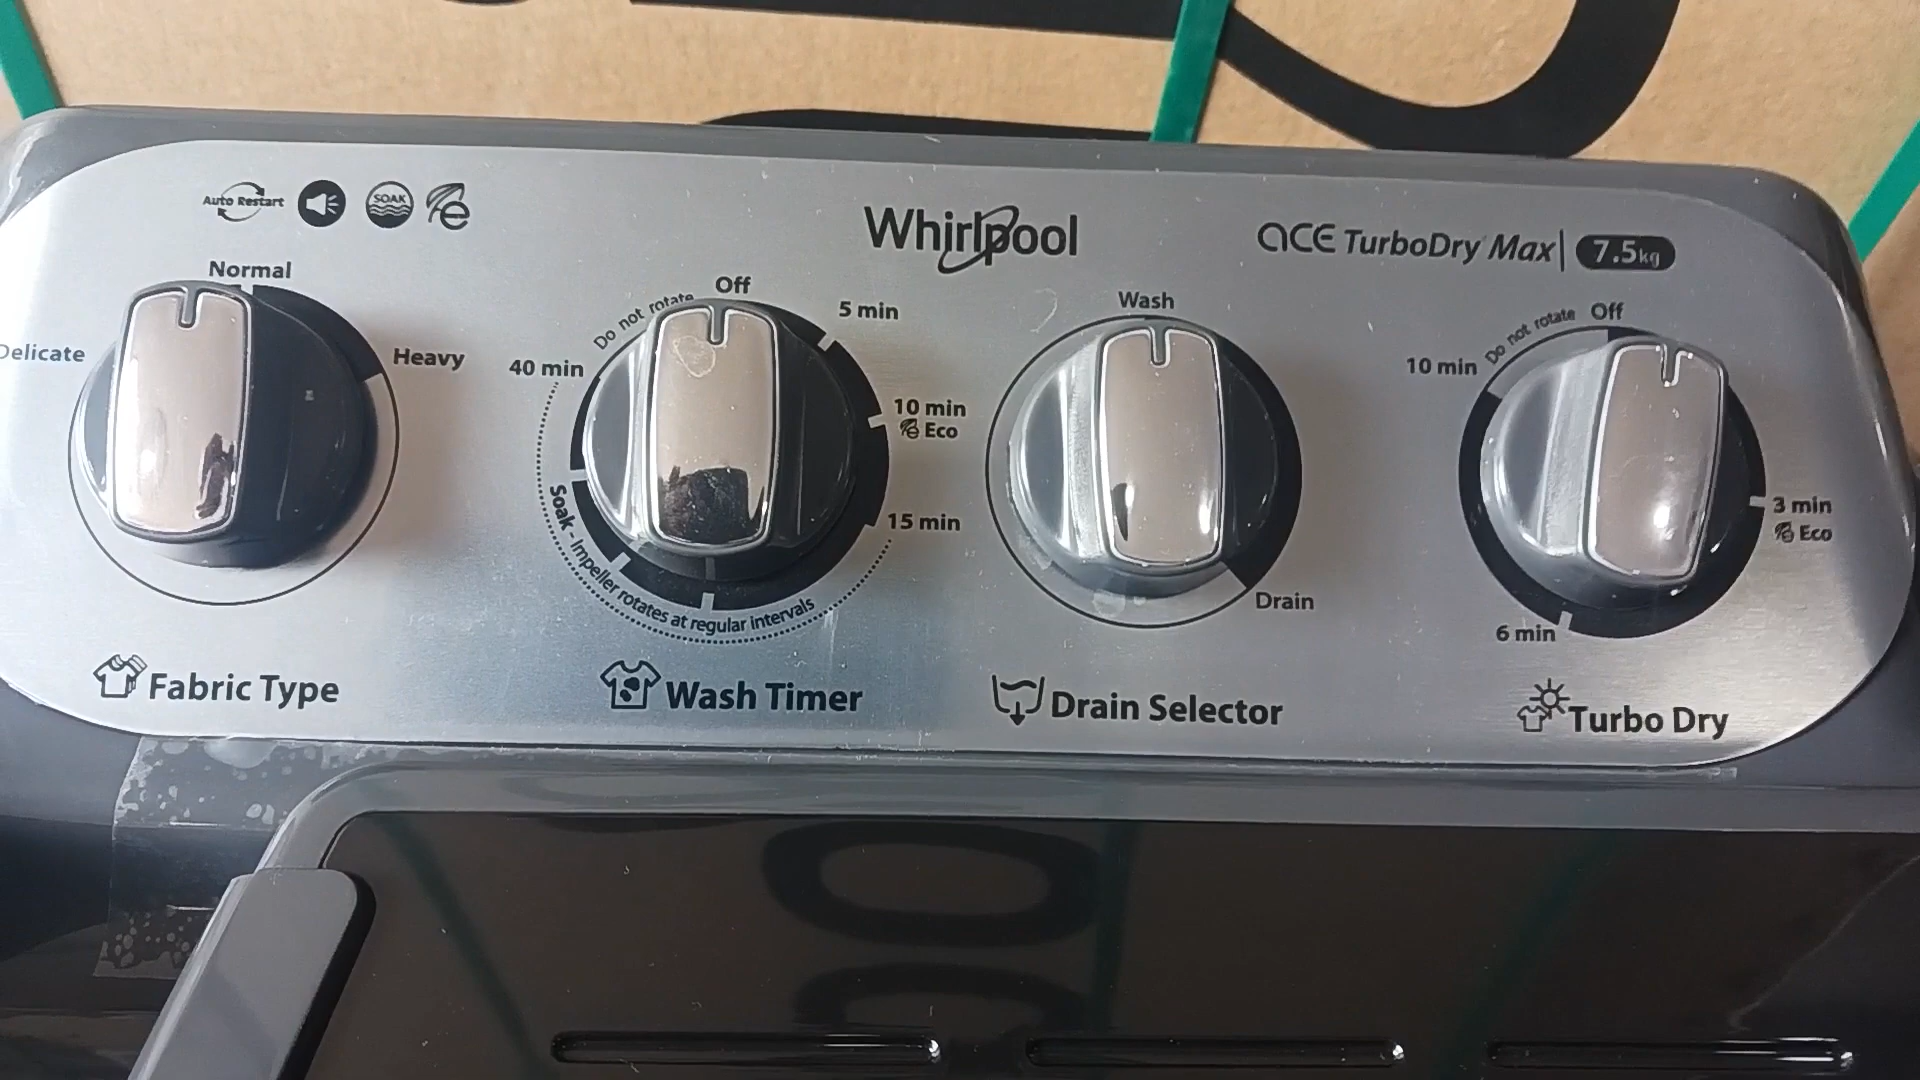 Auto Restart
SOAK
Whirlpool
ACE TurboDry Max
7.5kg
Normal
Delicate
Heavy
Fabric Type
Off
Do not rotate
5 min
40 min
10 min
Eco
15 min
Soak - Impeller rotates at regular intervals
Wash Timer
Wash
Drain
Drain Selector
Off
Do not rotate
10 min
3 min
Eco
6 min
Turbo Dry